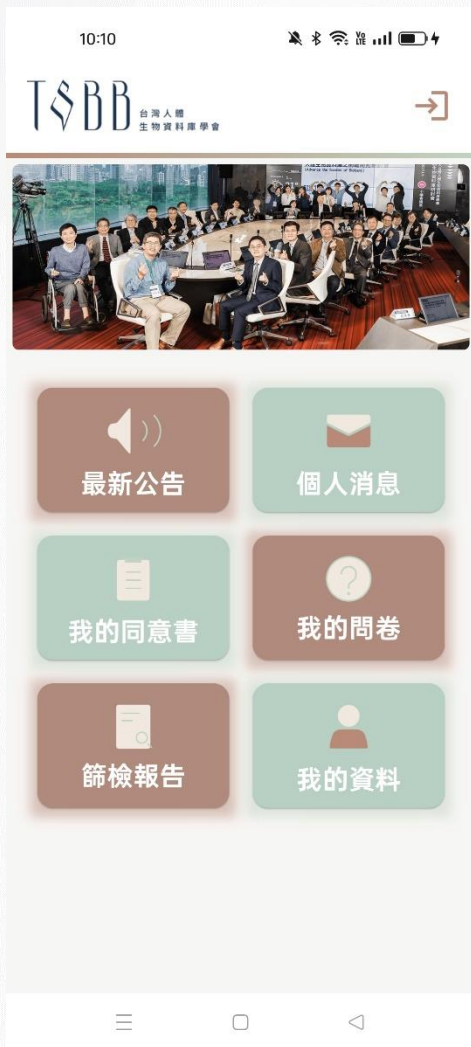 10:10
TSBB
台灣人體
生物資料庫學會
最新公告
個人消息
我的同意書
我的問卷
篩檢報告
我的資料